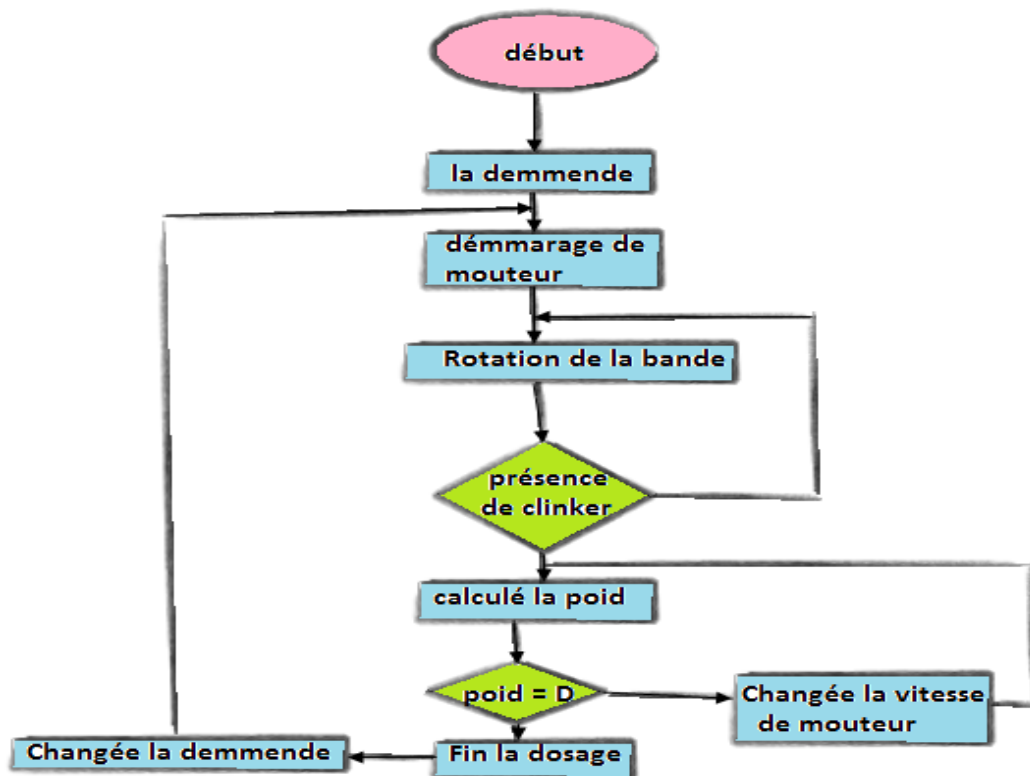 début
la demmende
démmarage de
mouteur
Rotation de la bande
présence
de clinker
calculé la poid
poid = D
Changée la vitesse
de mouteur
Fin la dosage
Changée la demmende